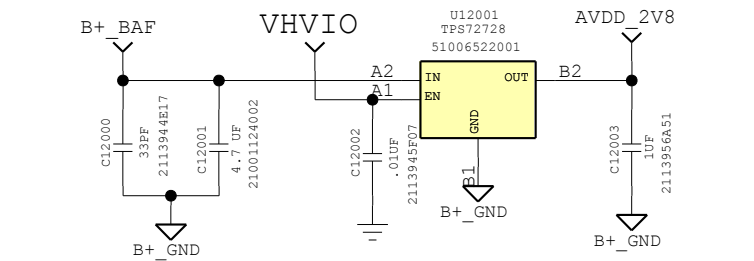 B+_BAF
VHVIO
U12001
TPS72728
51006522001
AVDD_2V8
A2
IN
OUT
B2
A1
EN
GND
C12000
33PF
2113944E17
C12001
4.7 UF
21001124002
C12002
.01UF
2113945F07
B1
C12003
1UF
2113956A51
B+_GND
B+_GND
B+_GND